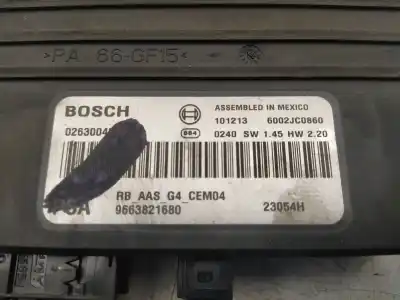 >PA 66-GF15<
BOSCH
ASSEMBLED IN MEXICO
101213 6002JC0860
684 0240 SW 1.45 HW 2.20
RB_AAS_G4_CEM04
9663821680
23054H